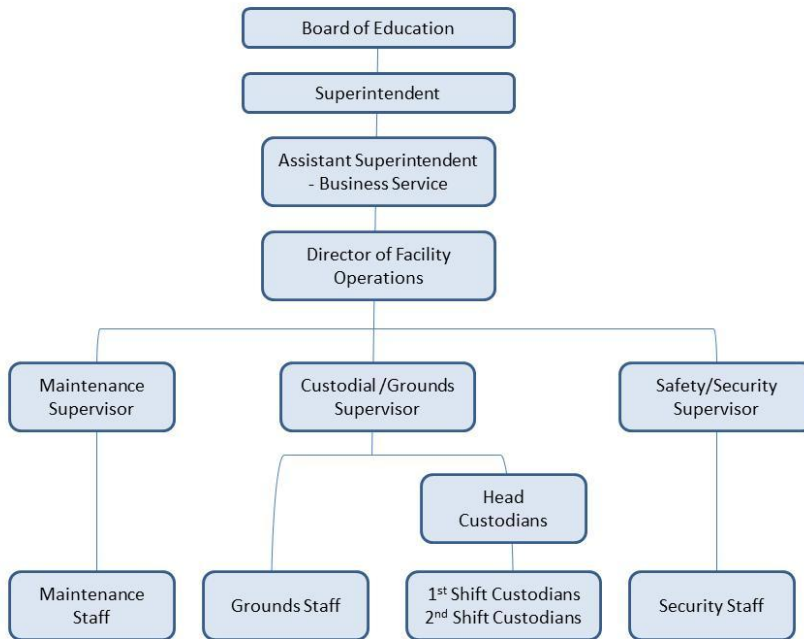 Board of Education
Superintendent
Assistant Superintendent
- Business Service
Director of Facility
Operations
Maintenance
Supervisor
Custodial /Grounds
Supervisor
Safety/Security
Supervisor
Head
Custodians
Maintenance
Staff
Grounds Staff
1st Shift Custodians
2nd Shift Custodians
Security Staff